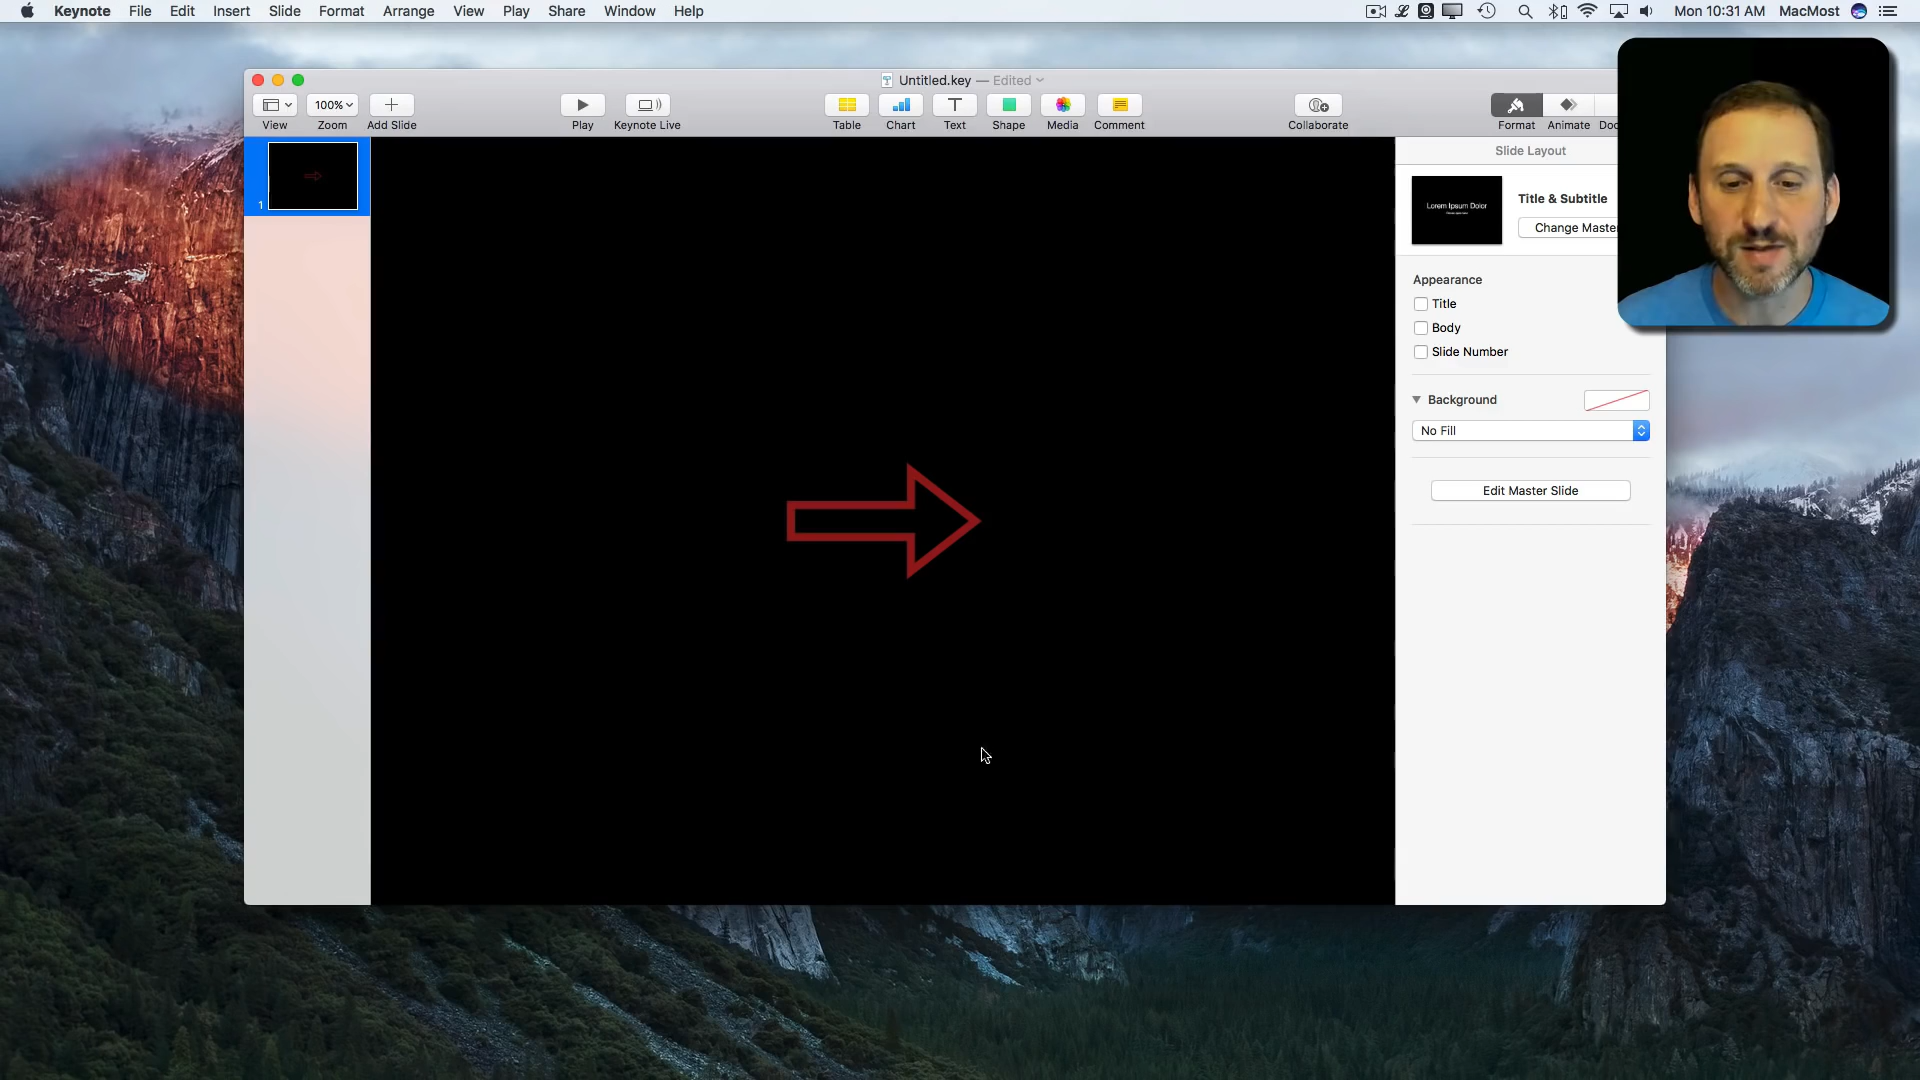 Keynote File Edit Insert Slide Format Arrange View Play Share Window Help Mon 10:31 AM MacMost
Untitled.key — Edited
100%
View Zoom Add Slide Play Keynote Live Table Chart Text Shape Media Comment Collaborate Format Animate Doc
1
Slide Layout
Lorem Ipsum Dolor
Title & Subtitle
Change Master
Appearance
Title
Body
Slide Number
Background
No Fill
Edit Master Slide